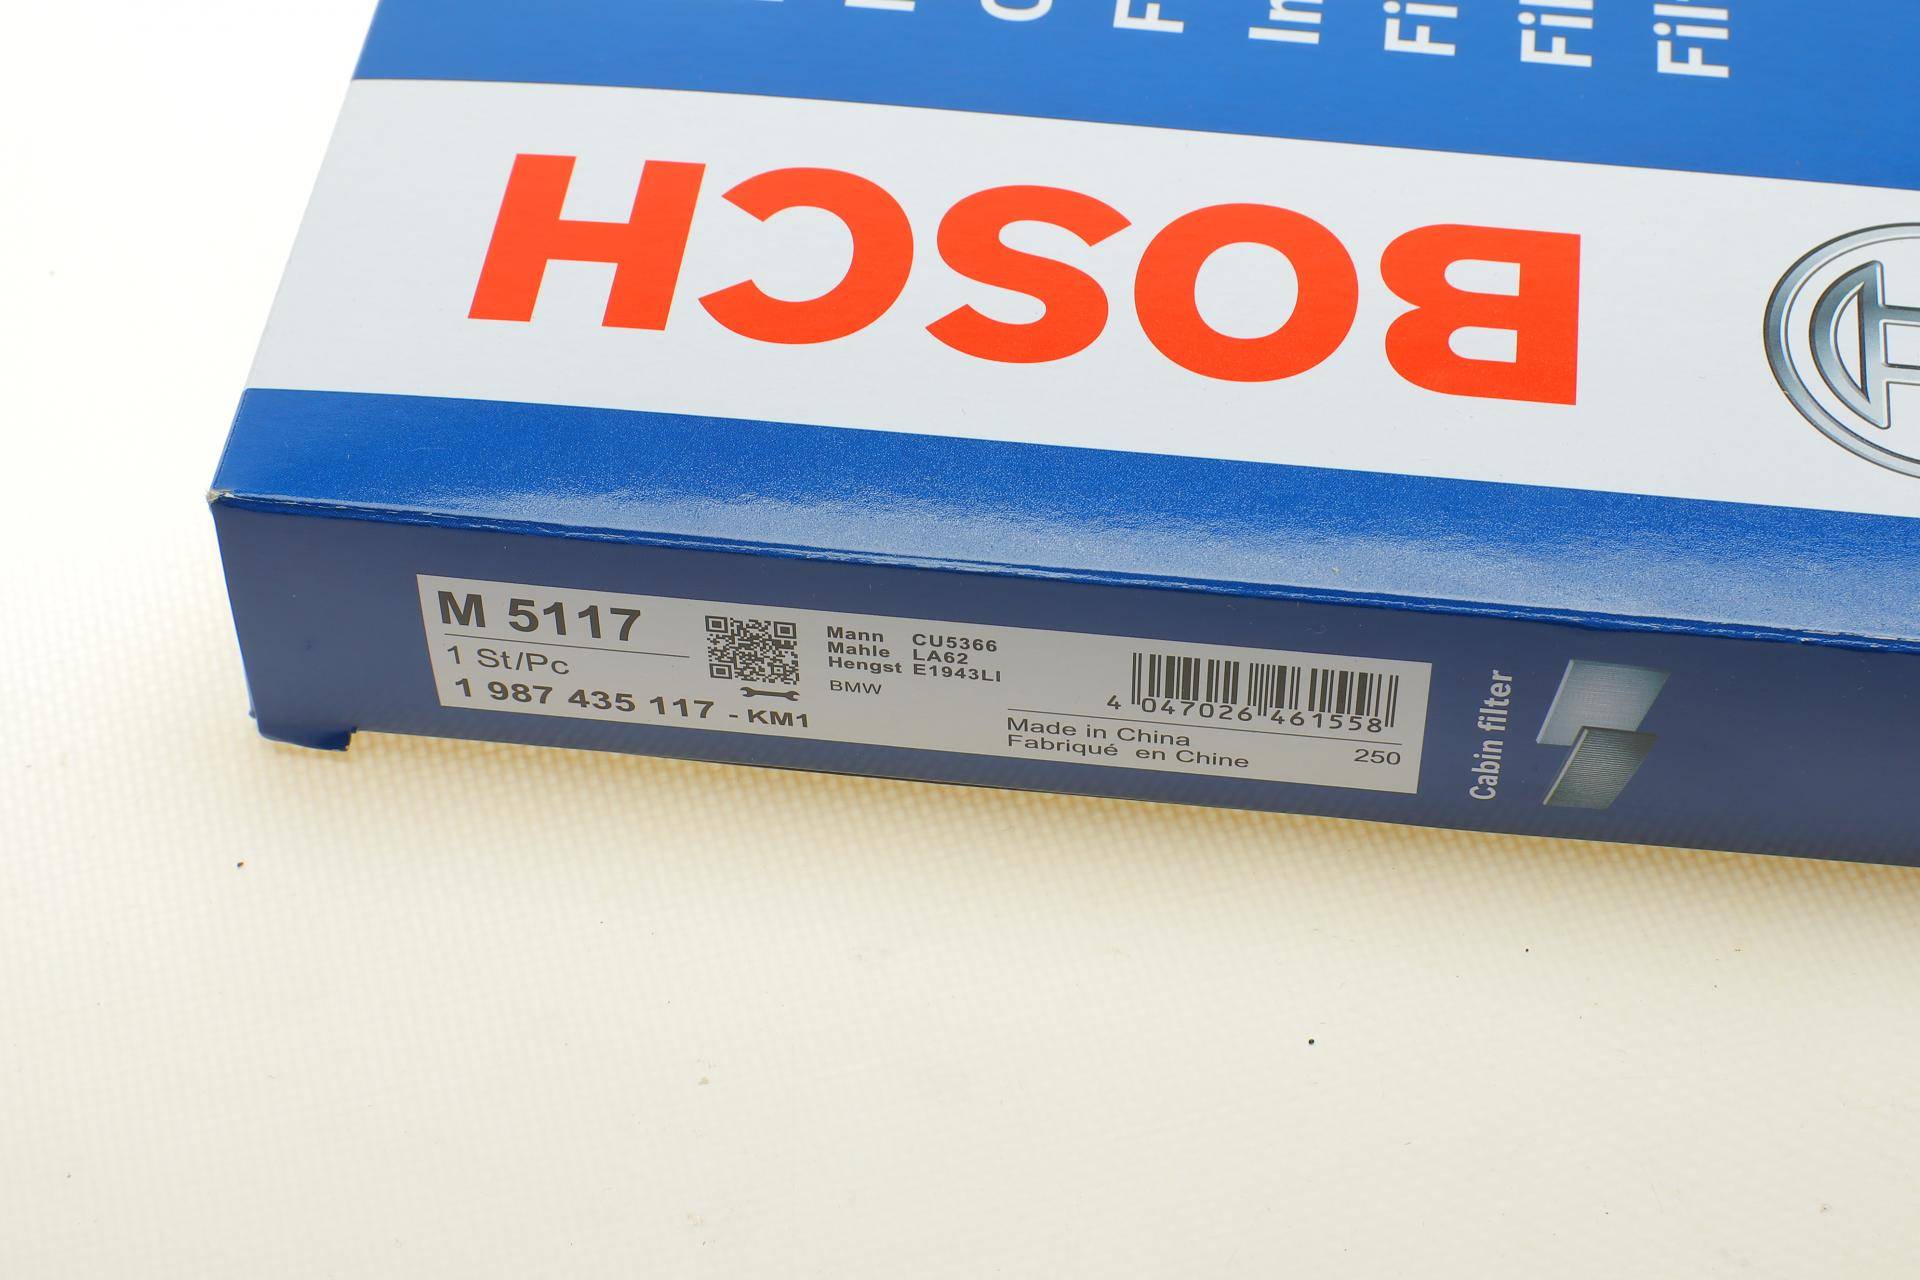 BOSCH
M 5117
1 St/Pc
1 987 435 117 - KM1
Mann CU5366
Mahle LA62
Hengst E1943LI
BMW
4 047026 461558
Made in China
Fabriqué en Chine
250
Cabin filter